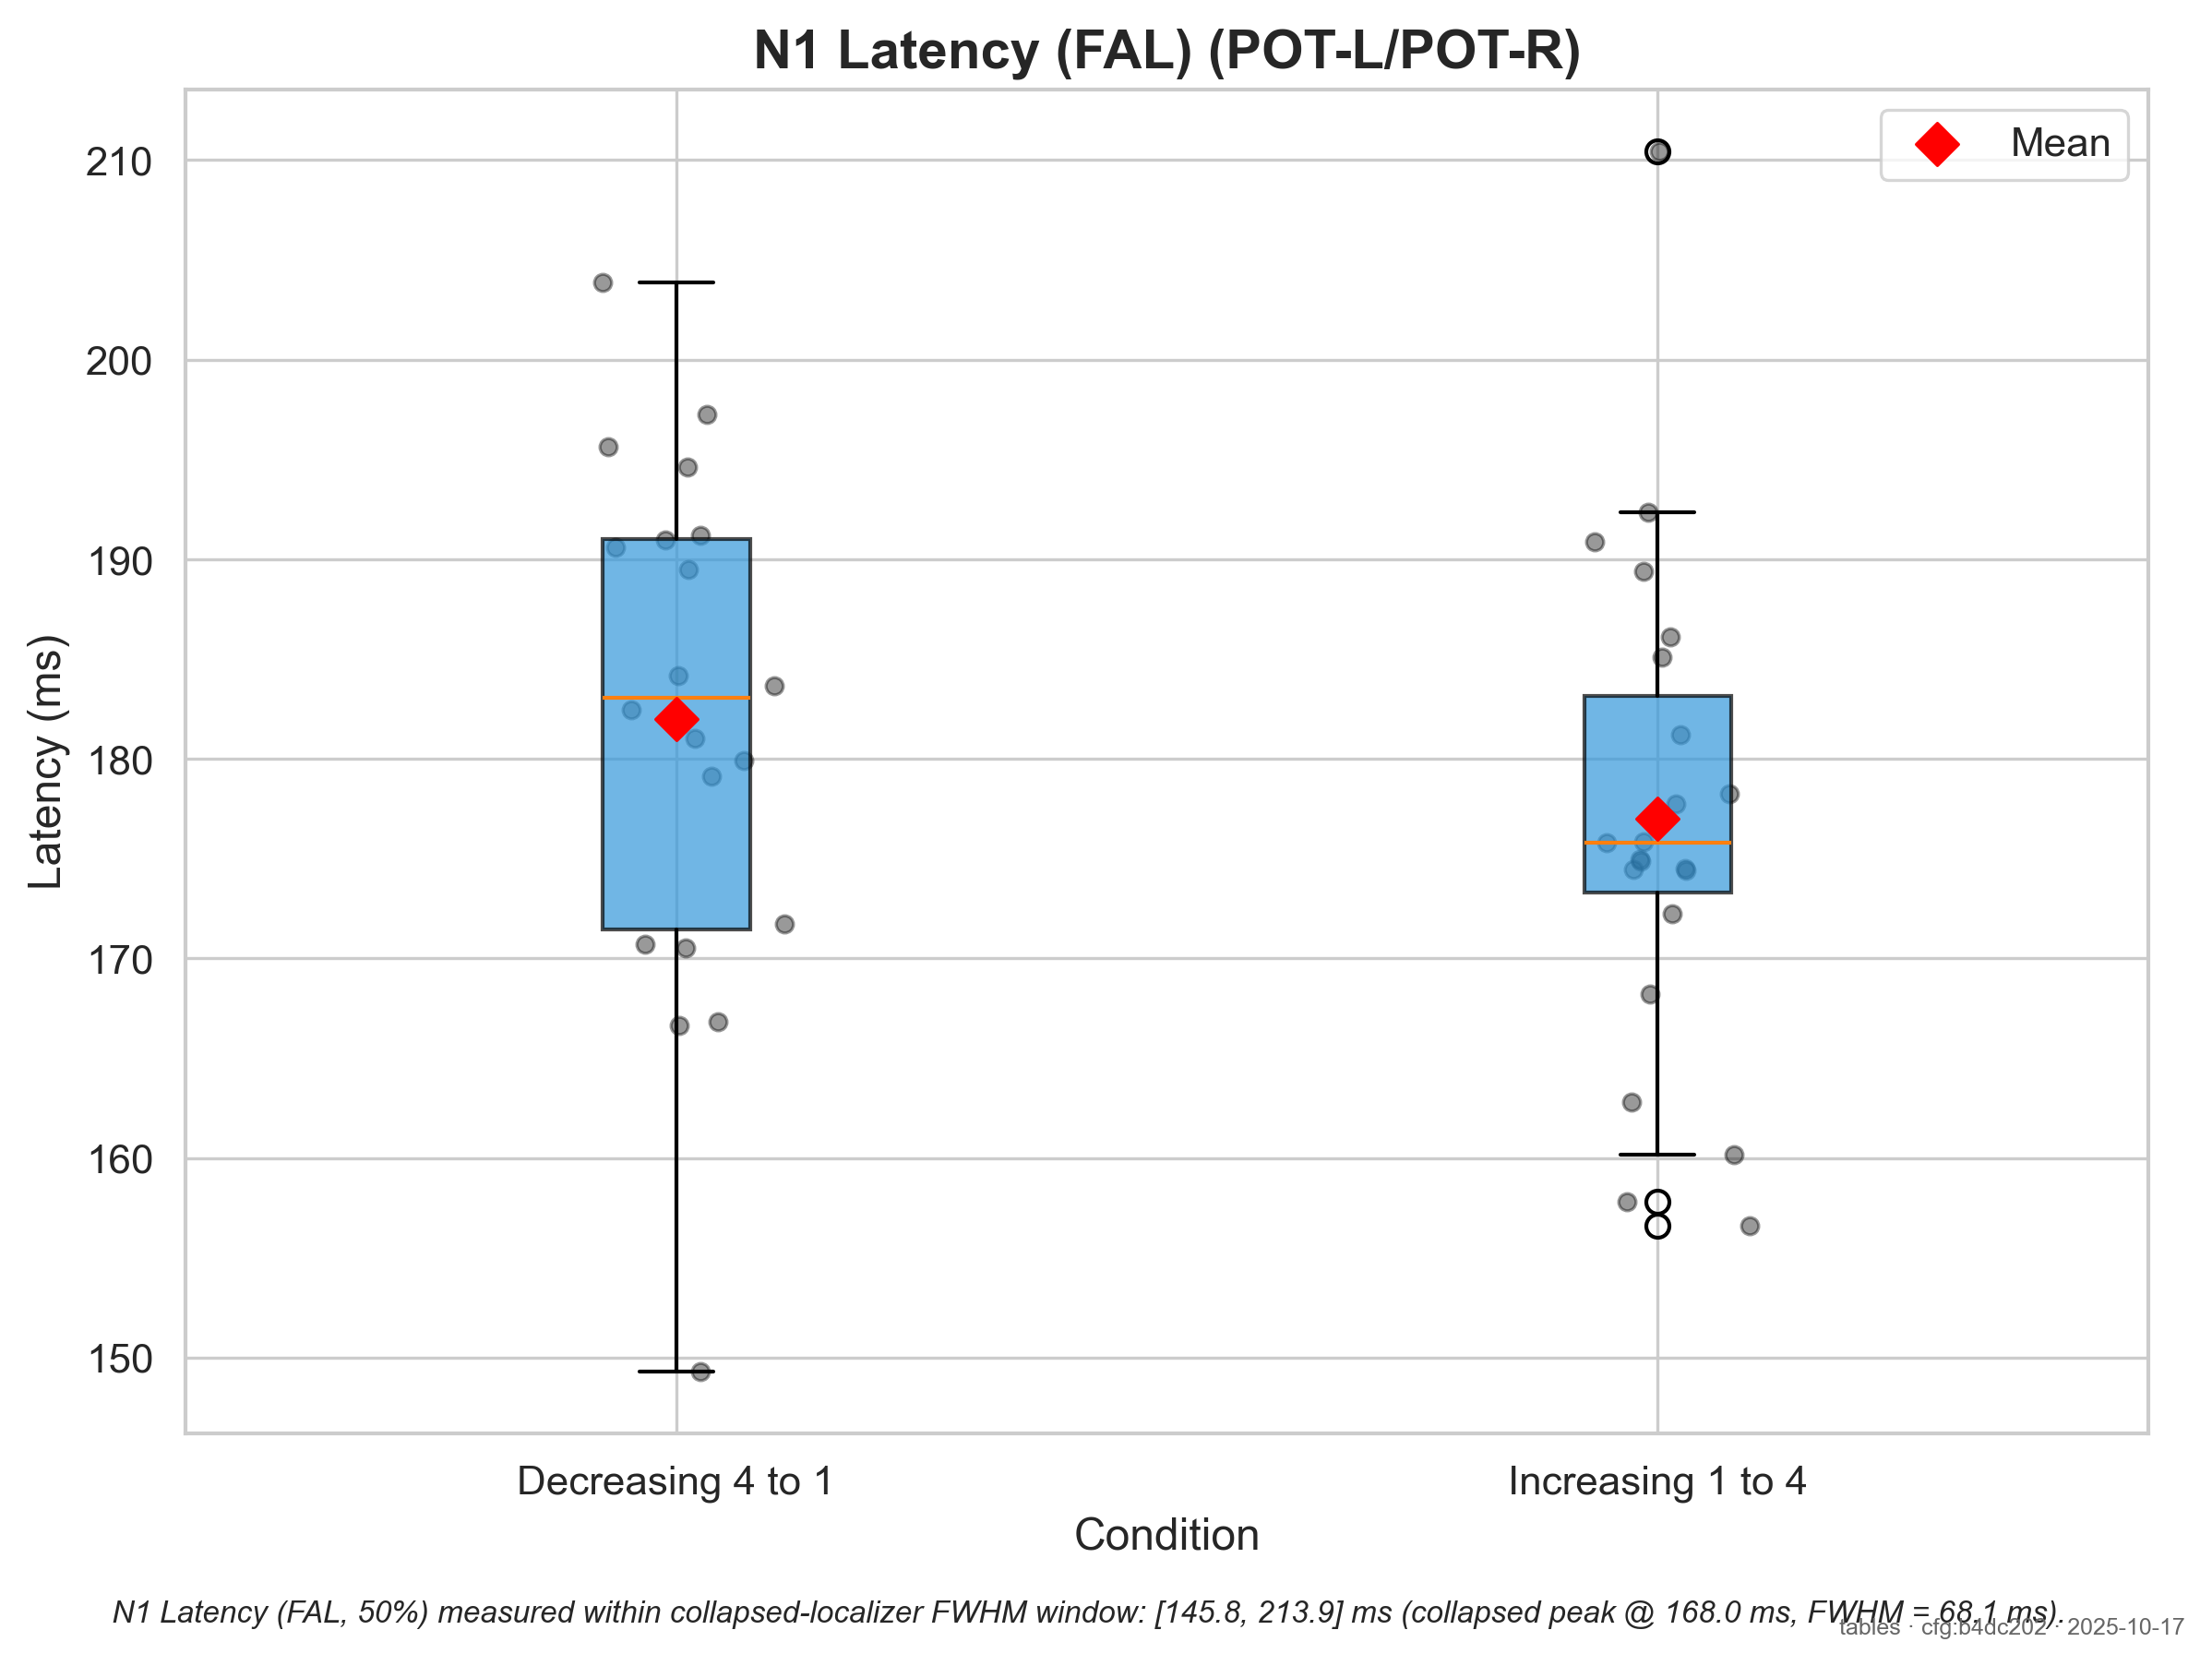 N1 Latency (FAL) (POT-L/POT-R)
Mean
210
200
190
180
170
160
150
Latency (ms)
Decreasing 4 to 1
Increasing 1 to 4
Condition
N1 Latency (FAL, 50%) measured within collapsed-localizer FWHM window: [145.8, 213.9] ms (collapsed peak @ 168.0 ms, FWHM = 68.1 ms).
tables · cfg:b4dc202 · 2025-10-17